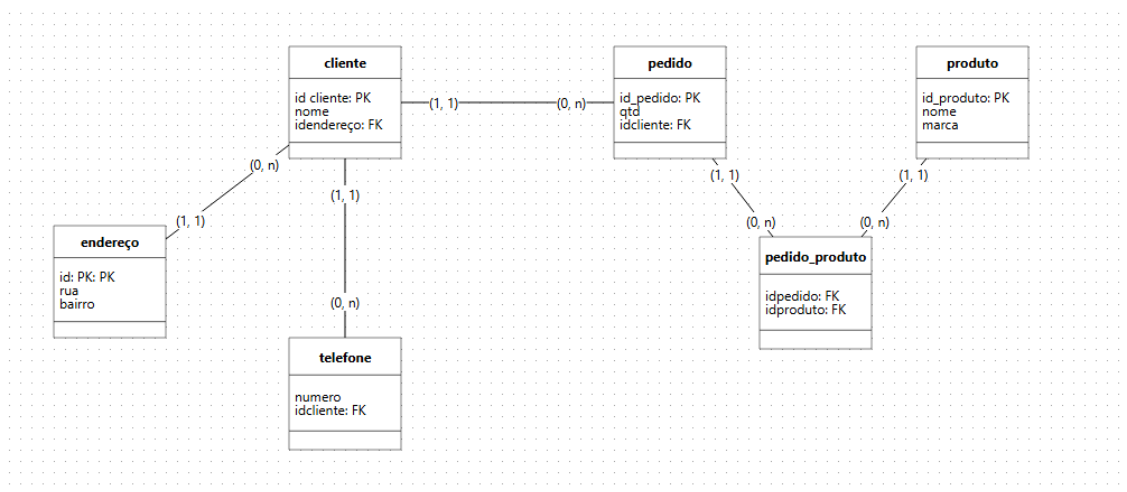 cliente
id cliente: PK
nome
idendereço: FK
pedido
id_pedido: PK
qtd
idcliente: FK
produto
id_produto: PK
nome
marca
(1, 1)
(0, n)
(0, n)
(1, 1)
(1, 1)
(1, 1)
(1, 1)
(0, n)
(0, n)
endereço
id: PK: PK
rua
bairro
pedido_produto
idpedido: FK
idproduto: FK
(0, n)
telefone
numero
idcliente: FK